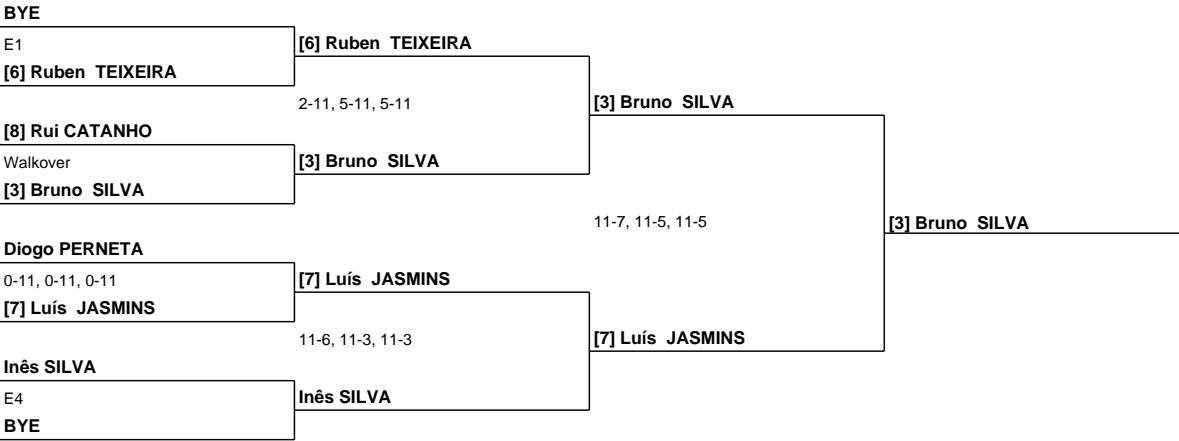 BYE
E1
[6] Ruben TEIXEIRA
[6] Ruben TEIXEIRA
2-11, 5-11, 5-11
[3] Bruno SILVA
[8] Rui CATANHO
Walkover
[3] Bruno SILVA
[3] Bruno SILVA
11-7, 11-5, 11-5
[3] Bruno SILVA
Diogo PERNETA
0-11, 0-11, 0-11
[7] Luís JASMINS
[7] Luís JASMINS
11-6, 11-3, 11-3
[7] Luís JASMINS
Inês SILVA
E4
Inês SILVA
BYE